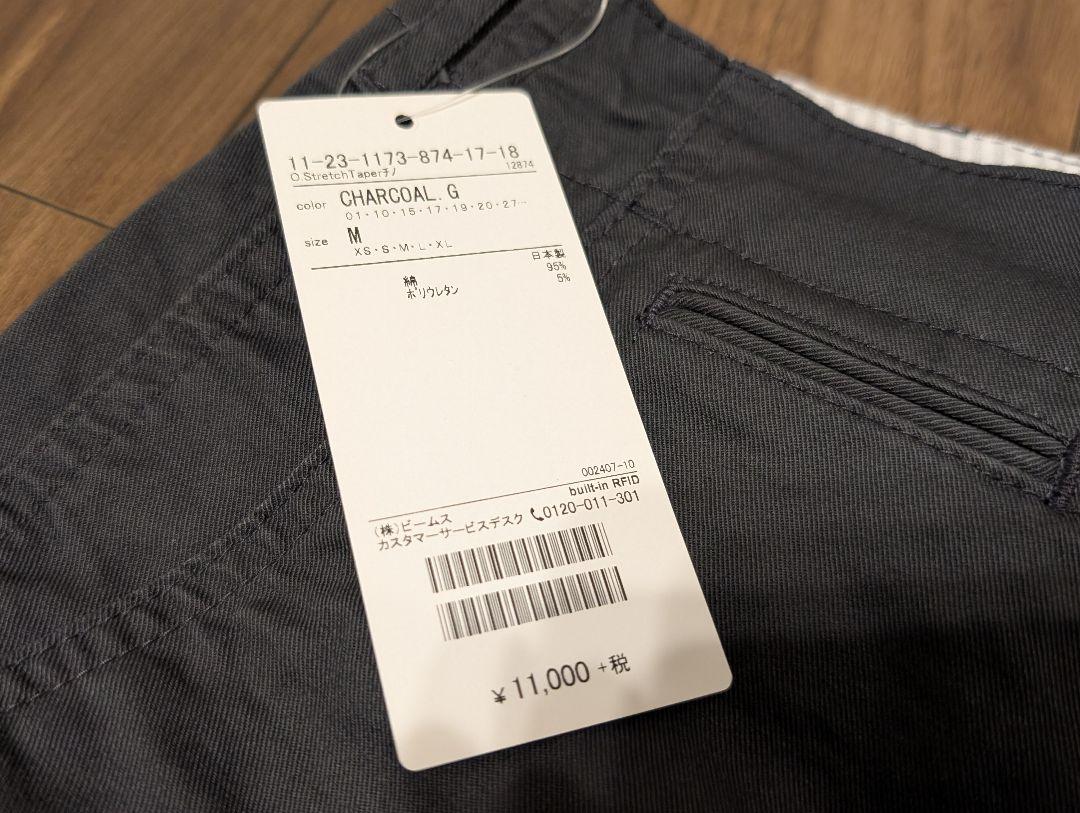 11-23-1173-874-17-18
O.StretchTaperチノ 12874
color CHARCOAL.G
01・10・15・17・19・20・27…
size M
XS・S・M・L・XL
日本製
綿 95%
ポリウレタン 5%
002407-10
built-in RFID
(株)ビームス
カスタマーサービスデスク 0120-011-301
¥11,000+税